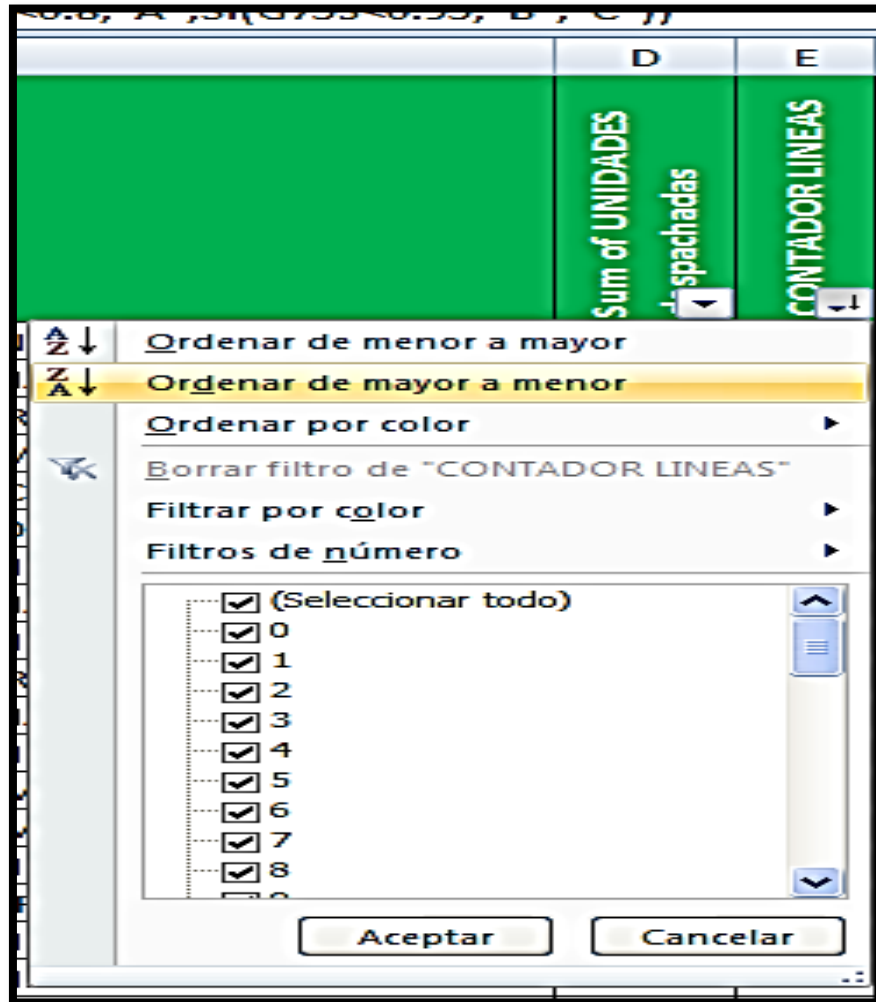 D E
Sum of UNIDADES
CONTADOR LINEAS
Ordenar de menor a mayor
Ordenar de mayor a menor
Ordenar por color
Borrar filtro de "CONTADOR LINEAS"
Filtrar por color
Filtros de número
(Seleccionar todo)
0
1
2
3
4
5
6
7
8
Aceptar Cancelar